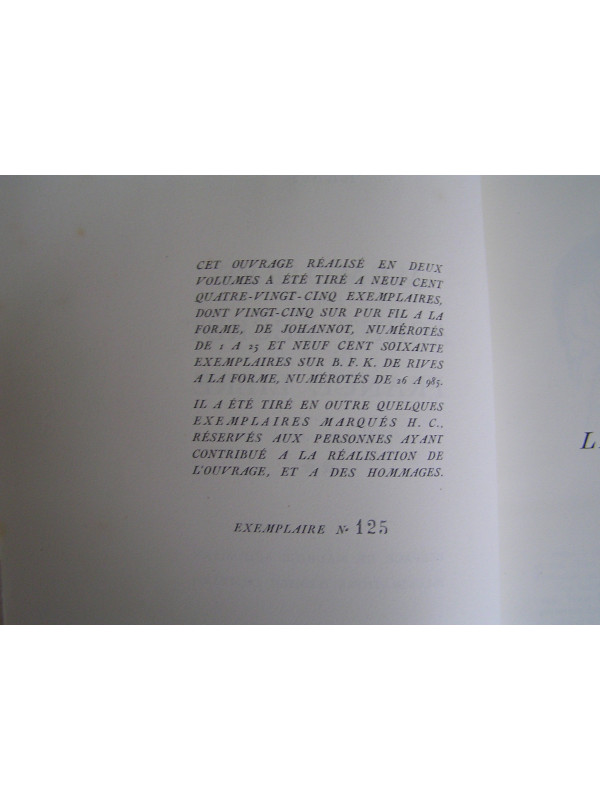 CET OUVRAGE RÉALISÉ EN DEUX
VOLUMES A ÉTÉ TIRÉ A NEUF CENT
QUATRE-VINGT-CINQ EXEMPLAIRES,
DONT VINGT-CINQ SUR PUR FIL A LA
FORME, DE JOHANNOT, NUMÉROTÉS
DE 1 A 25 ET NEUF CENT SOIXANTE
EXEMPLAIRES SUR B. F. K. DE RIVES
A LA FORME, NUMÉROTÉS DE 26 A 985.
IL A ÉTÉ TIRÉ EN OUTRE QUELQUES
EXEMPLAIRES MARQUÉS H. C.,
RÉSERVÉS AUX PERSONNES AYANT
CONTRIBUÉ A LA RÉALISATION DE
L'OUVRAGE, ET A DES HOMMAGES.
EXEMPLAIRE No 125